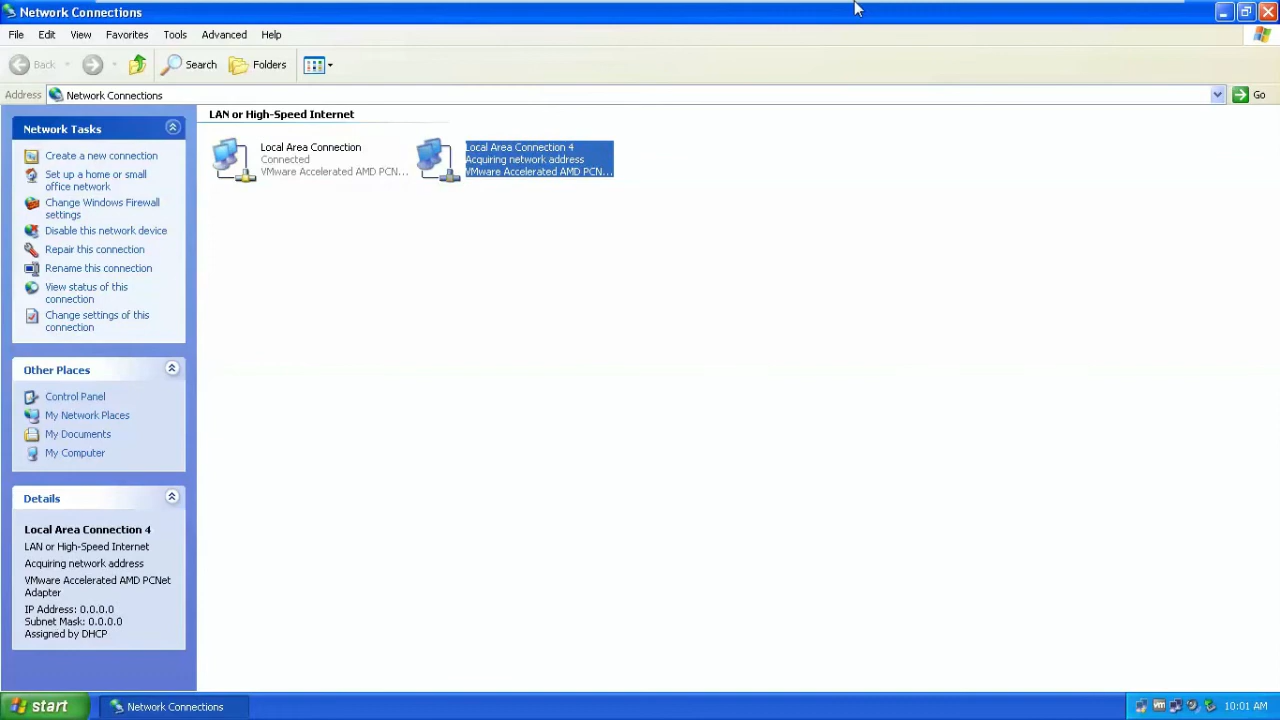 Network Connections
File Edit View Favorites Tools Advanced Help
Back Search Folders
Address Network Connections Go
Network Tasks
Create a new connection
Set up a home or small
office network
Change Windows Firewall
settings
Disable this network device
Repair this connection
Rename this connection
View status of this
connection
Change settings of this
connection
Other Places
Control Panel
My Network Places
My Documents
My Computer
Details
Local Area Connection 4
LAN or High-Speed Internet
Acquiring network address
VMware Accelerated AMD PCNet
Adapter
IP Address: 0.0.0.0
Subnet Mask: 0.0.0.0
Assigned by DHCP
LAN or High-Speed Internet
Local Area Connection
Connected
VMware Accelerated AMD PCN...
Local Area Connection 4
Acquiring network address
VMware Accelerated AMD PCN...
start Network Connections 10:01 AM